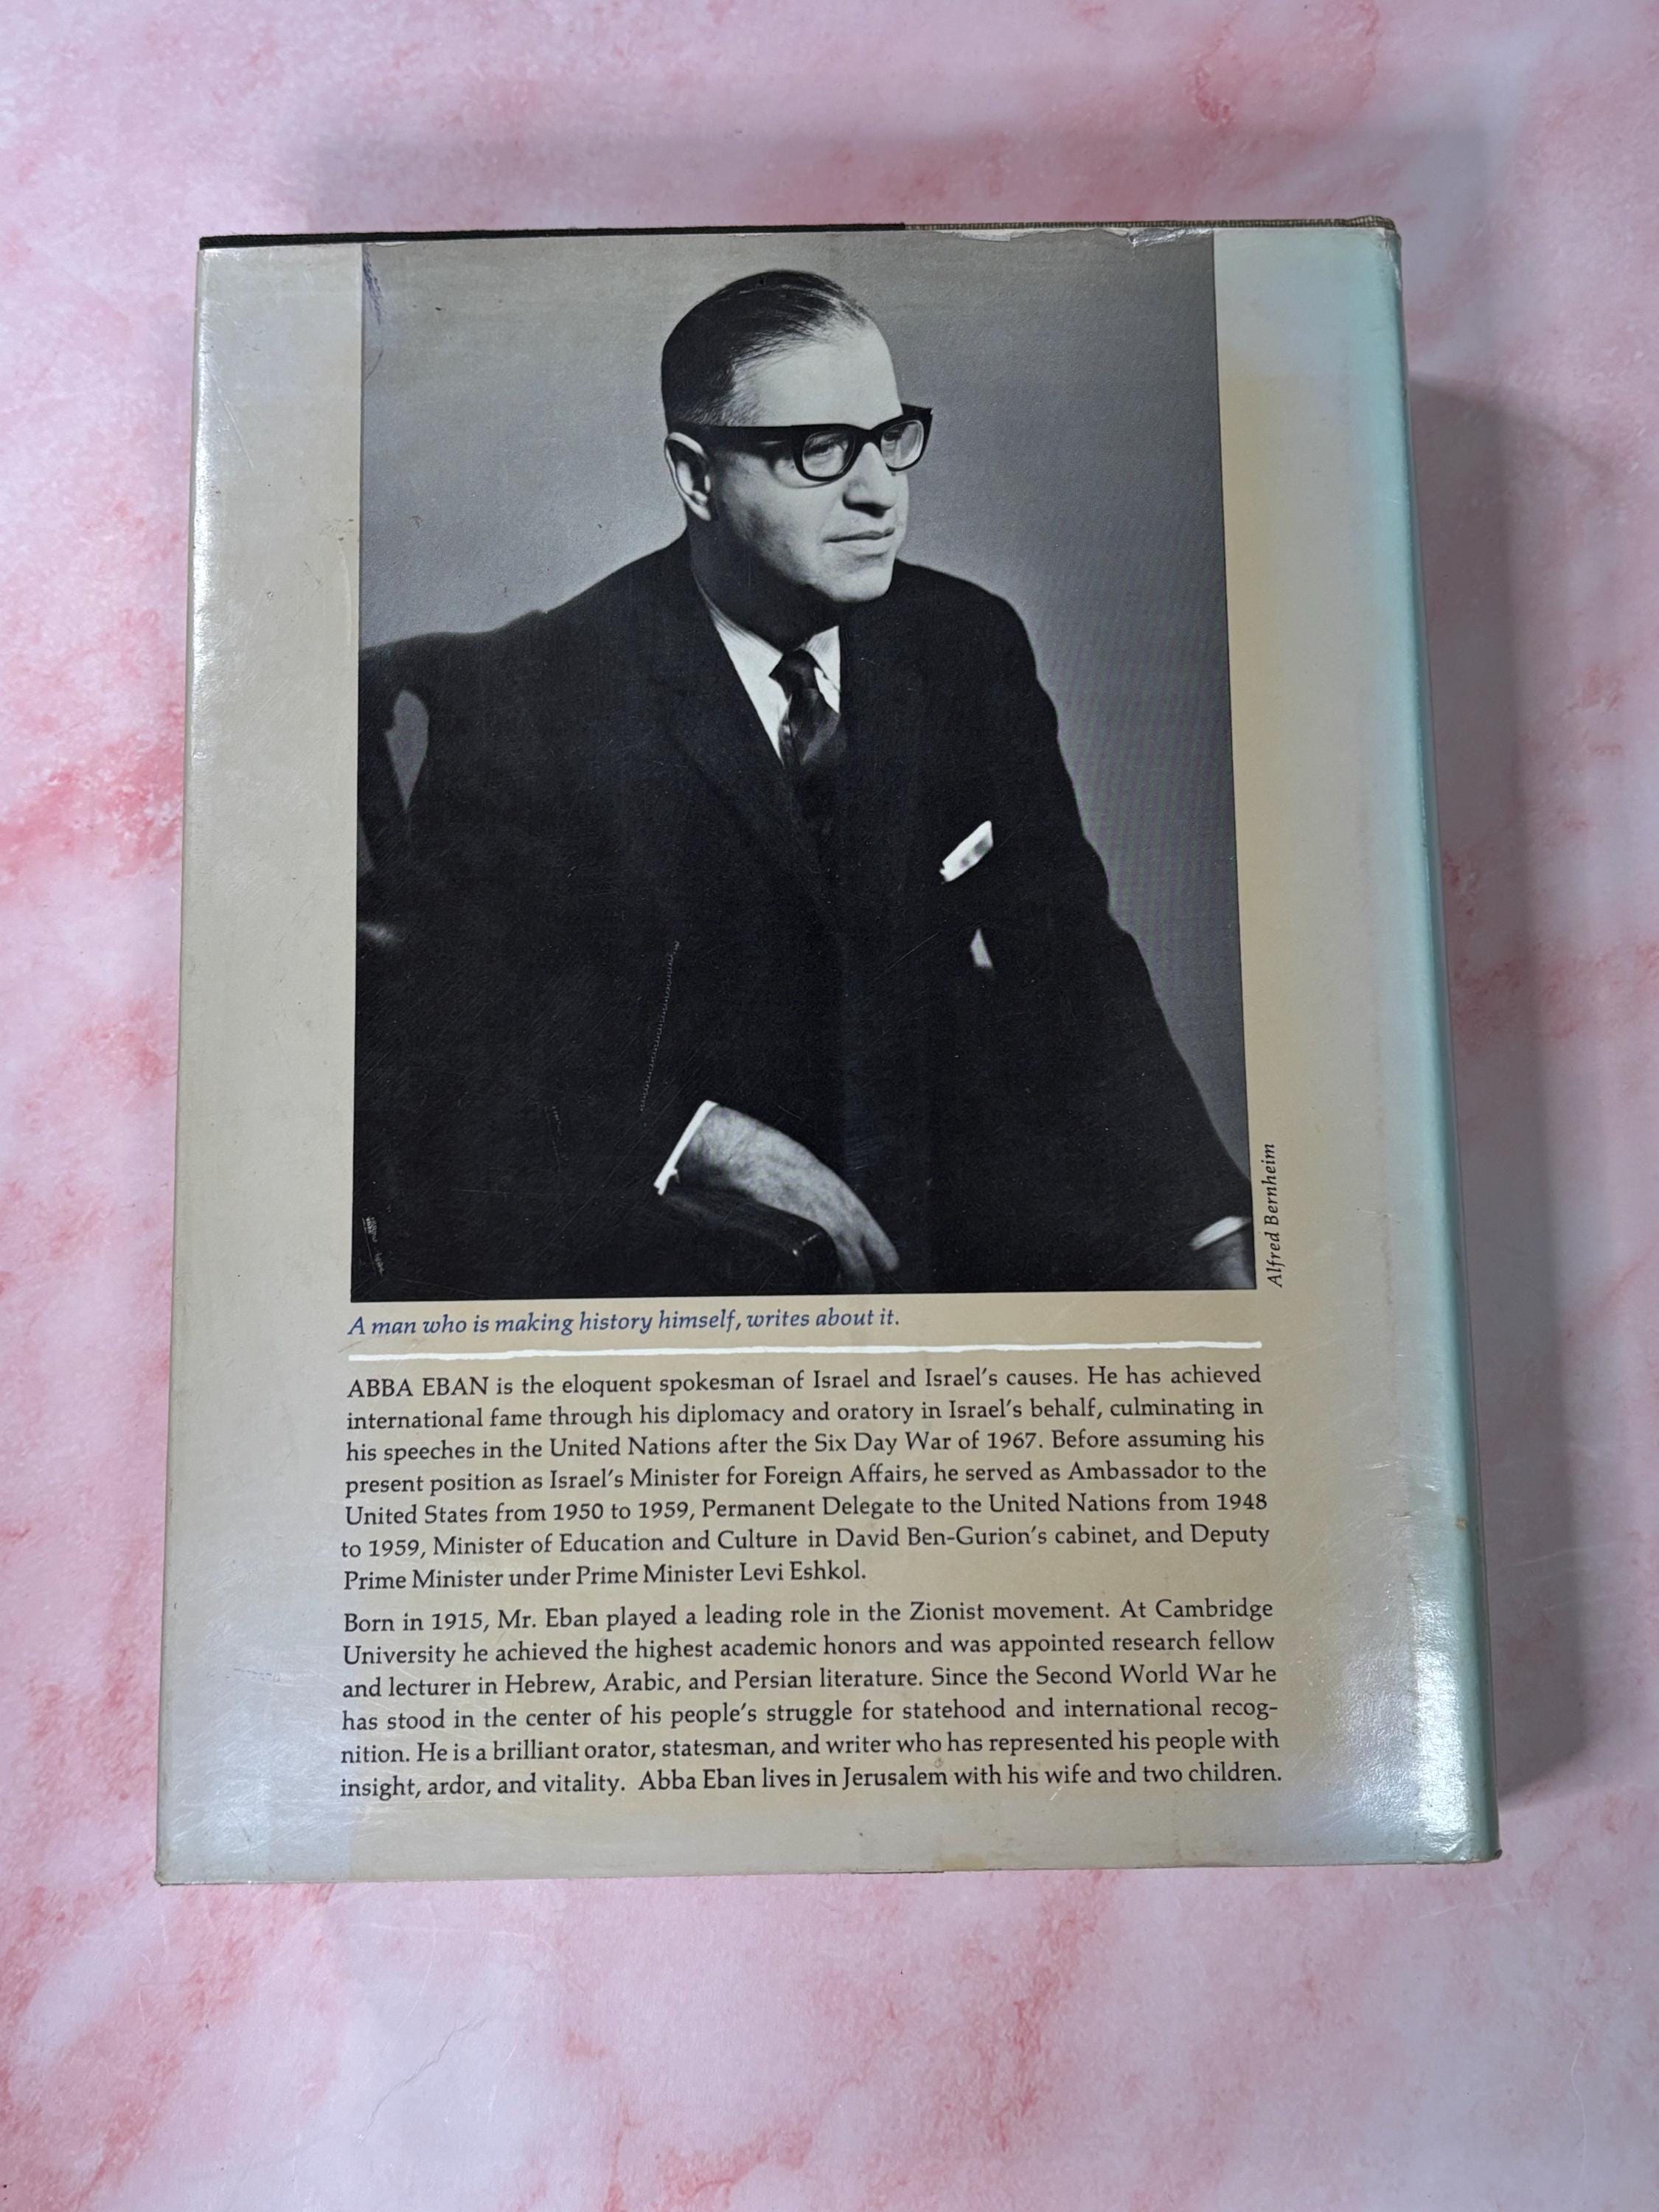 Alfred Bernheim
A man who is making history himself, writes about it.
ABBA EBAN is the eloquent spokesman of Israel and Israel's causes. He has achieved
international fame through his diplomacy and oratory in Israel's behalf, culminating in
his speeches in the United Nations after the Six Day War of 1967. Before assuming his
present position as Israel's Minister for Foreign Affairs, he served as Ambassador to the
United States from 1950 to 1959, Permanent Delegate to the United Nations from 1948
to 1959, Minister of Education and Culture in David Ben-Gurion's cabinet, and Deputy
Prime Minister under Prime Minister Levi Eshkol.
Born in 1915, Mr. Eban played a leading role in the Zionist movement. At Cambridge
University he achieved the highest academic honors and was appointed research fellow
and lecturer in Hebrew, Arabic, and Persian literature. Since the Second World War he
has stood in the center of his people's struggle for statehood and international recog-
nition. He is a brilliant orator, statesman, and writer who has represented his people with
insight, ardor, and vitality. Abba Eban lives in Jerusalem with his wife and two children.